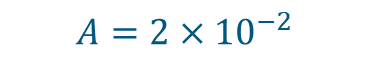 A = 2 × 10⁻²